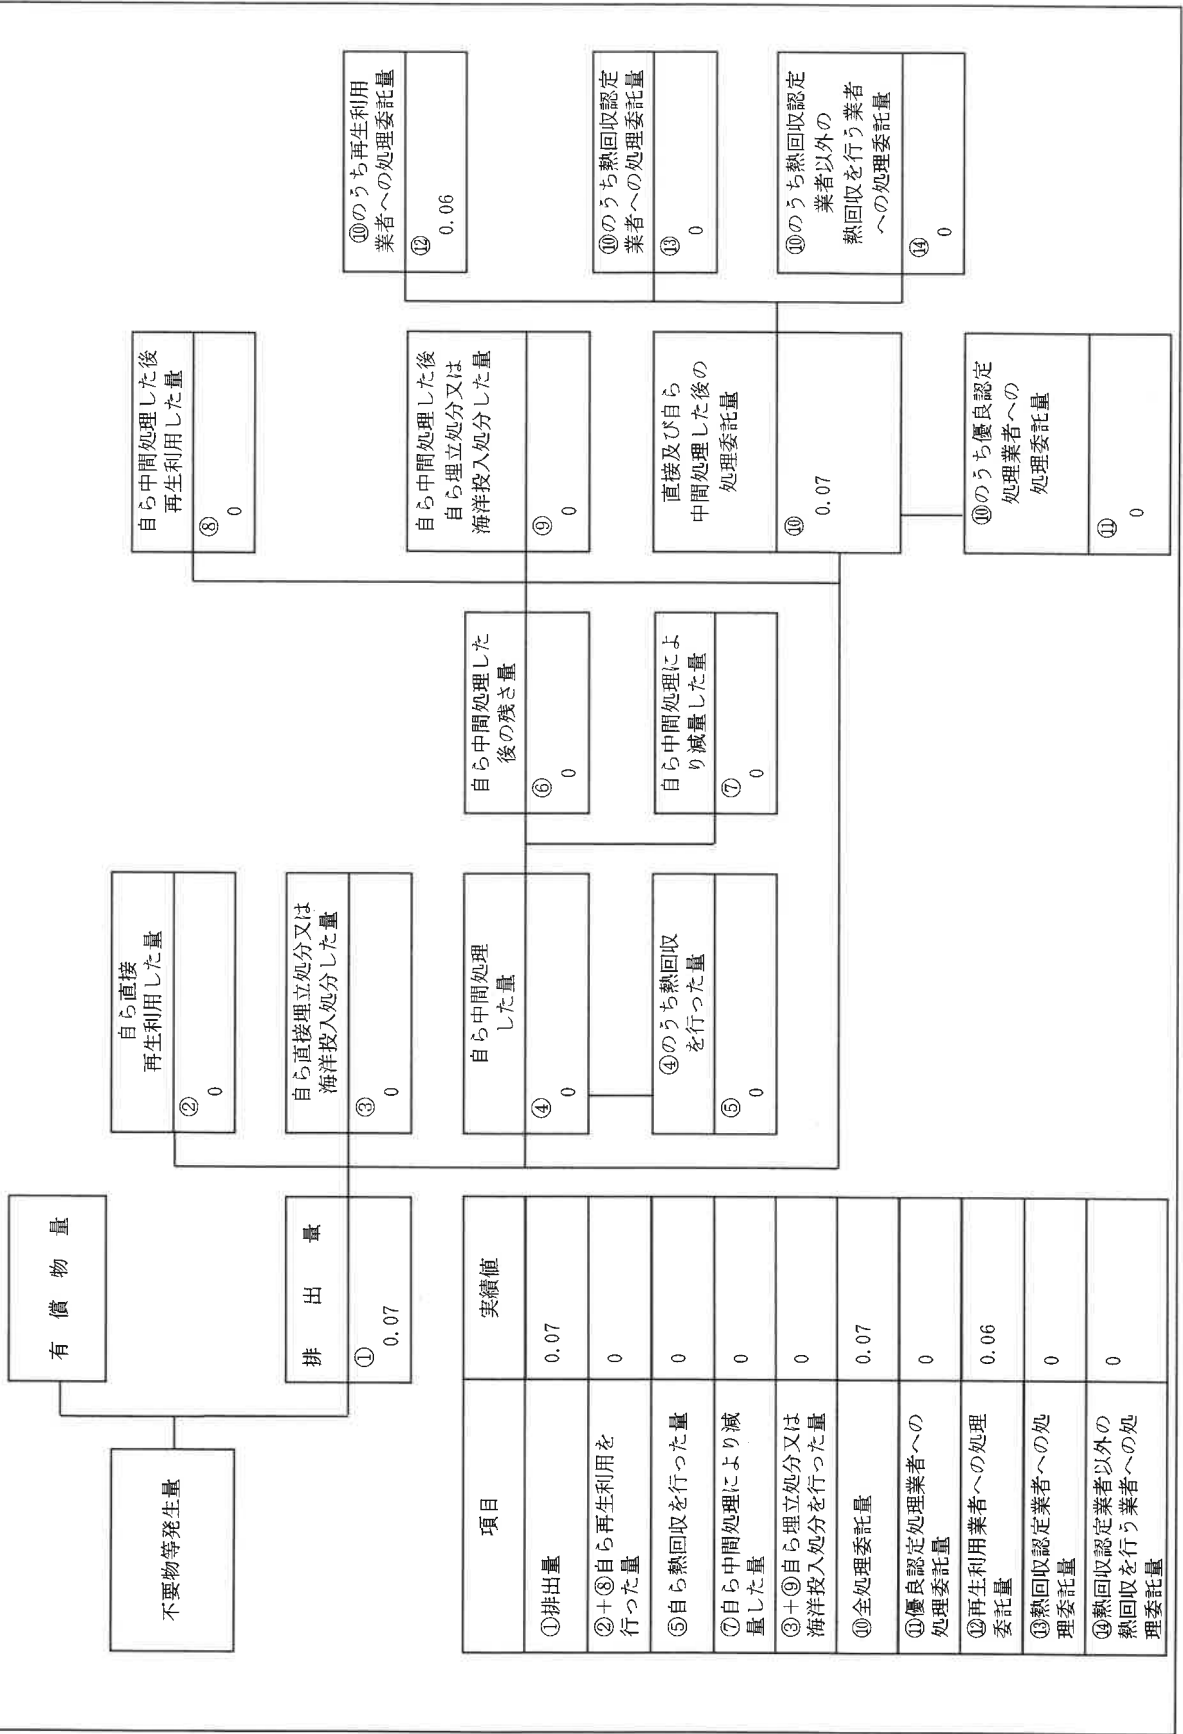 不要物等発生量
有償物量
排出量
①
0.07
自ら直接
再生利用した量
②
0
自ら直接埋立処分又は
海洋投入処分した量
③
0
自ら中間処理
した量
④
0
④のうち熱回収
を行った量
⑤
0
自ら中間処理した
後の残さ量
⑥
0
自ら中間処理によ
り減量した量
⑦
0
自ら中間処理した後
再生利用した量
⑧
0
自ら中間処理した後
自ら埋立処分又は
海洋投入処分した量
⑨
0
直接及び自ら
中間処理した後の
処理委託量
⑩
0.07
⑩のうち優良認定
処理業者への
処理委託量
⑪
0
⑩のうち再生利用
業者への処理委託量
⑫
0.06
⑩のうち熱回収認定
業者への処理委託量
⑬
0
⑩のうち熱回収認定
業者以外の
熱回収を行う業者
への処理委託量
⑭
0
項目
実績値
①排出量
0.07
②+⑧自ら再生利用を
行った量
0
⑤自ら熱回収を行った量
0
⑦自ら中間処理により減
量した量
0
③+⑨自ら埋立処分又は
海洋投入処分を行った量
0
⑩全処理委託量
0.07
⑪優良認定処理業者への
処理委託量
0
⑫再生利用業者への処理
委託量
0.06
⑬熱回収認定業者への処
理委託量
0
⑭熱回収認定業者以外の
熱回収を行う業者への処
理委託量
0